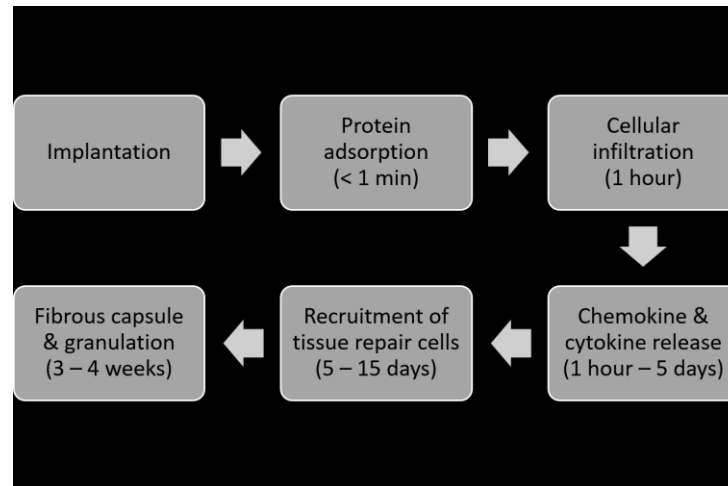 Implantation
Protein
adsorption
(< 1 min)
Cellular
infiltration
(1 hour)
Chemokine &
cytokine release
(1 hour – 5 days)
Recruitment of
tissue repair cells
(5 – 15 days)
Fibrous capsule
& granulation
(3 – 4 weeks)